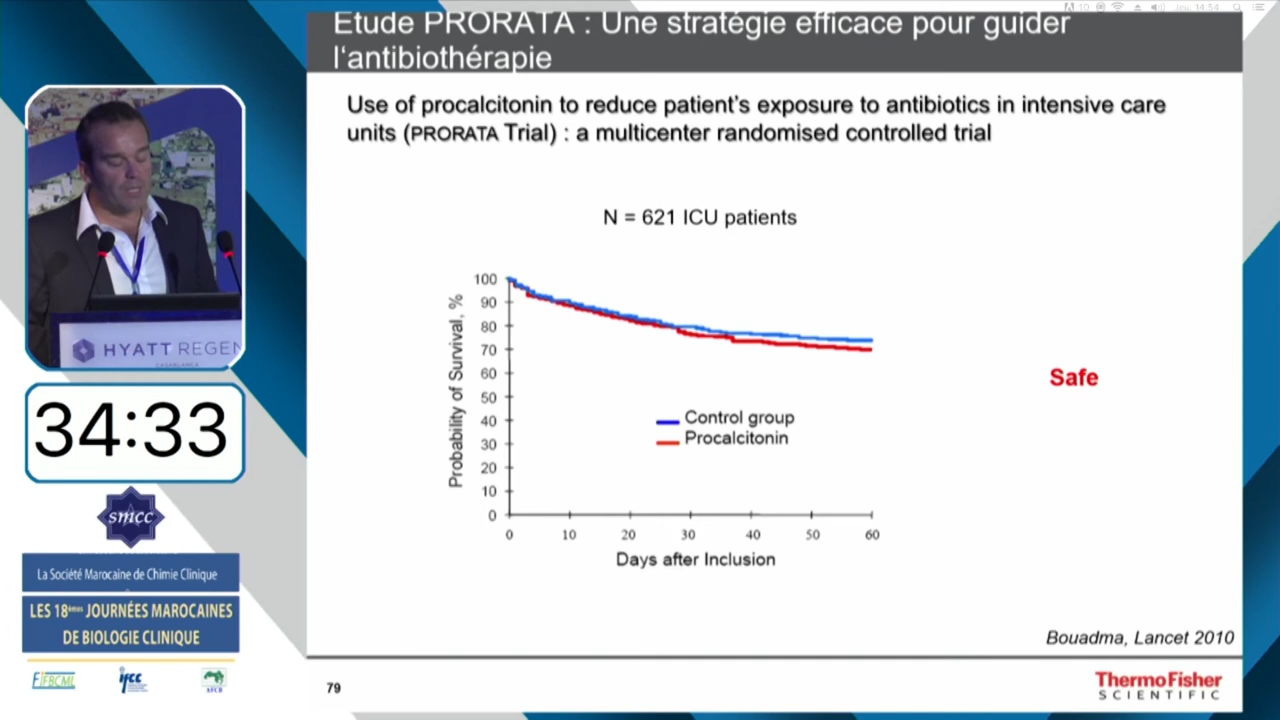 Etude PRORATA : Une stratégie efficace pour guider
l‘antibiothérapie
Use of procalcitonin to reduce patient’s exposure to antibiotics in intensive care
units (PRORATA Trial) : a multicenter randomised controlled trial
N = 621 ICU patients
Probability of Survival, %
100
90
80
70
60
50
40
30
20
10
0
0 10 20 30 40 50 60
Days after Inclusion
Control group
Procalcitonin
Safe
Bouadma, Lancet 2010
79
ThermoFisher
SCIENTIFIC
HYATT REGEN
CASABLANCA
34:33
smcc
La Société Marocaine de Chimie Clinique
LES 18èmes JOURNÉES MAROCAINES
DE BIOLOGIE CLINIQUE
ifcc
AFCB